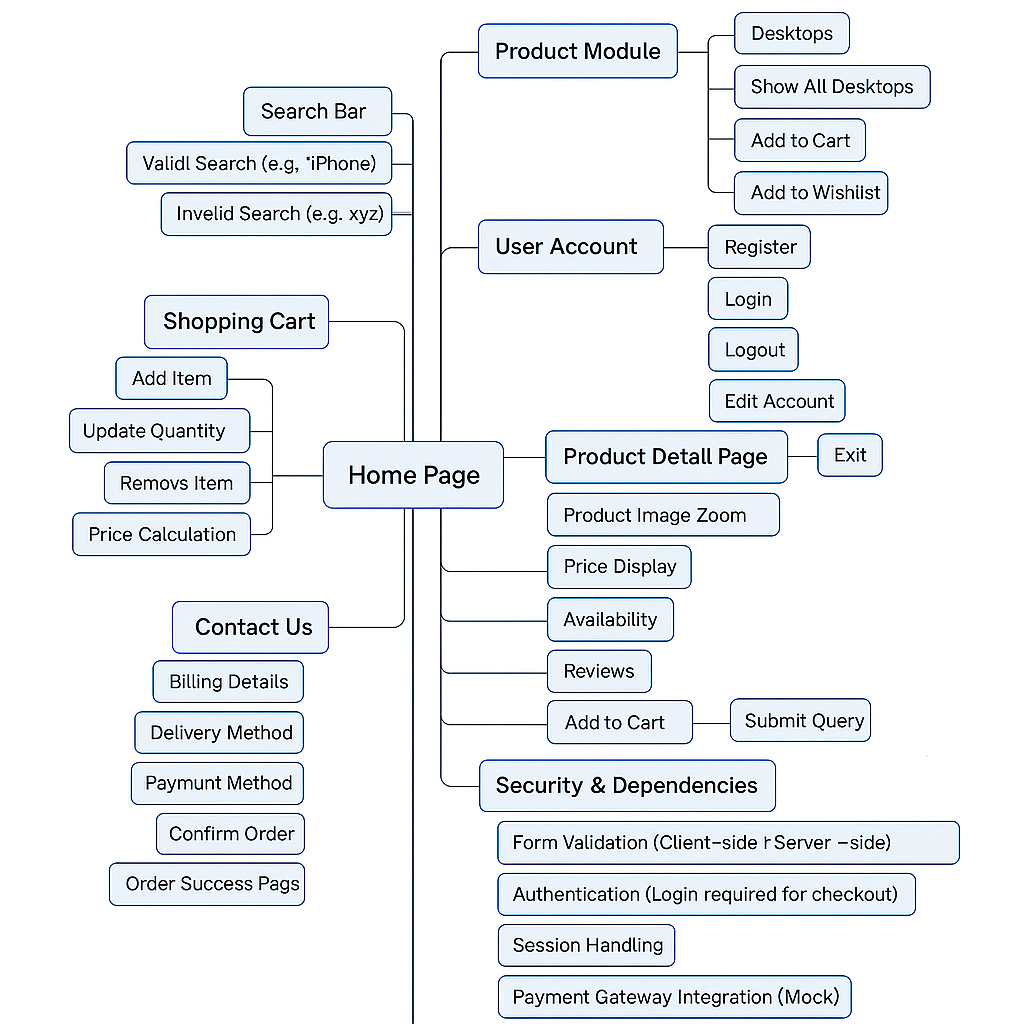 Product Module
Desktops
Show All Desktops
Add to Cart
Add to Wishlist
Search Bar
Validl Search (e.g, "iPhone)
Invelid Search (e.g. xyz)
User Account
Register
Login
Logout
Edit Account
Shopping Cart
Add Item
Update Quantity
Removs Item
Price Calculation
Home Page
Product Detall Page
Exit
Product Image Zoom
Price Display
Availability
Reviews
Add to Cart
Submit Query
Contact Us
Billing Details
Delivery Method
Paymunt Method
Confirm Order
Order Success Pags
Security & Dependencies
Form Validation (Client-side Server -side)
Authentication (Login required for checkout)
Session Handling
Payment Gateway Integration (Mock)